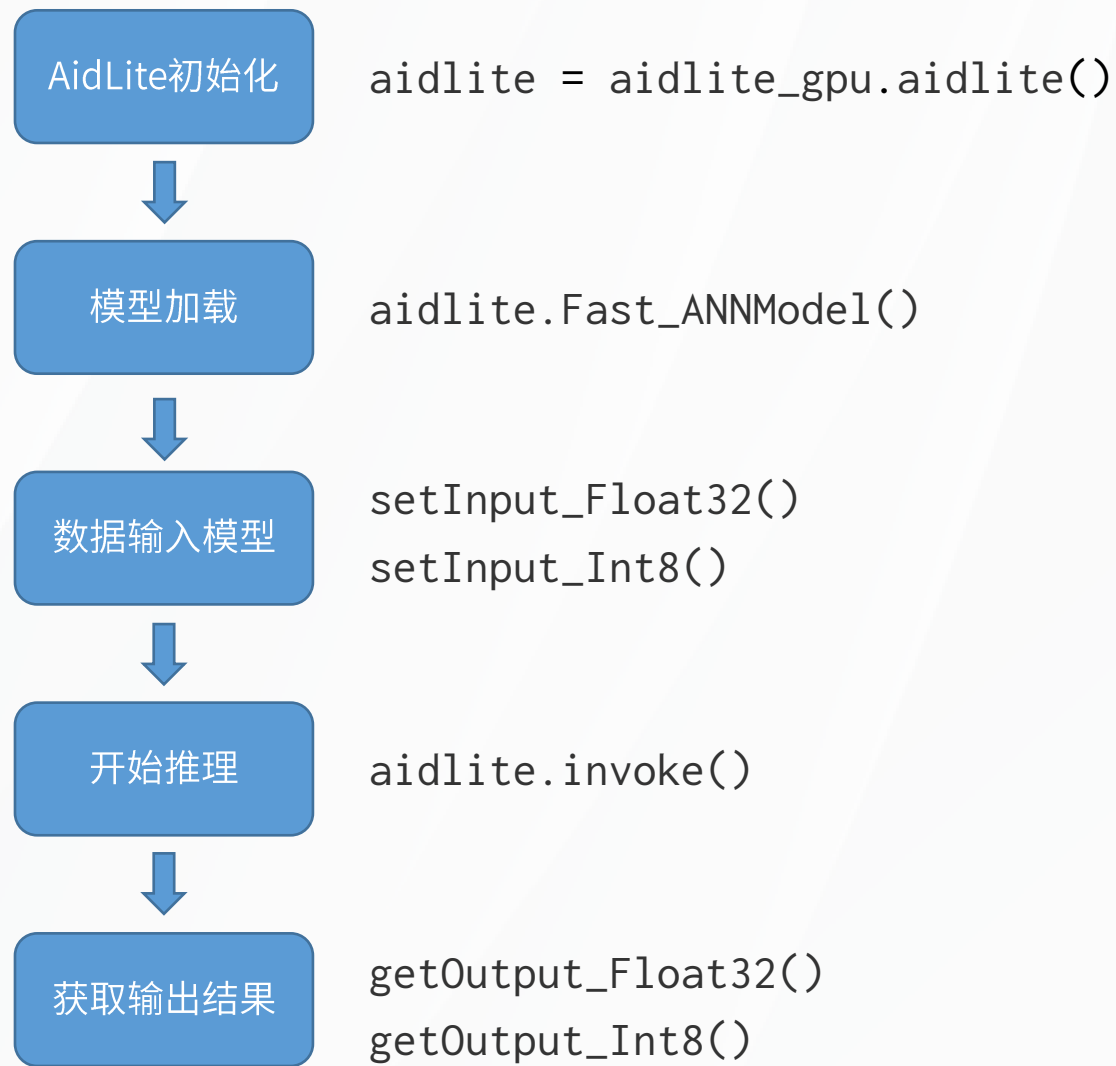 AidLite初始化
aidlite = aidlite_gpu.aidlite()
模型加载
aidlite.Fast_ANNModel()
数据输入模型
setInput_Float32()
setInput_Int8()
开始推理
aidlite.invoke()
获取输出结果
getOutput_Float32()
getOutput_Int8()